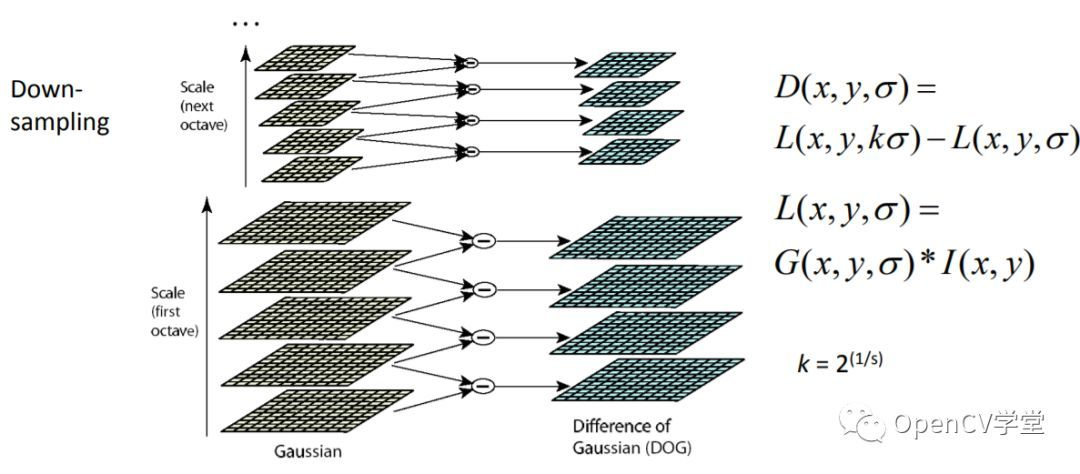 ...
Down-
sampling
Scale
(next
octave)
Scale
(first
octave)
Gaussian
Difference of
Gaussian (DOG)
D(x, y, σ) =
L(x, y, kσ) − L(x, y, σ)
L(x, y, σ) =
G(x, y, σ) * I(x, y)
k = 2^(1/s)
OpenCV学堂